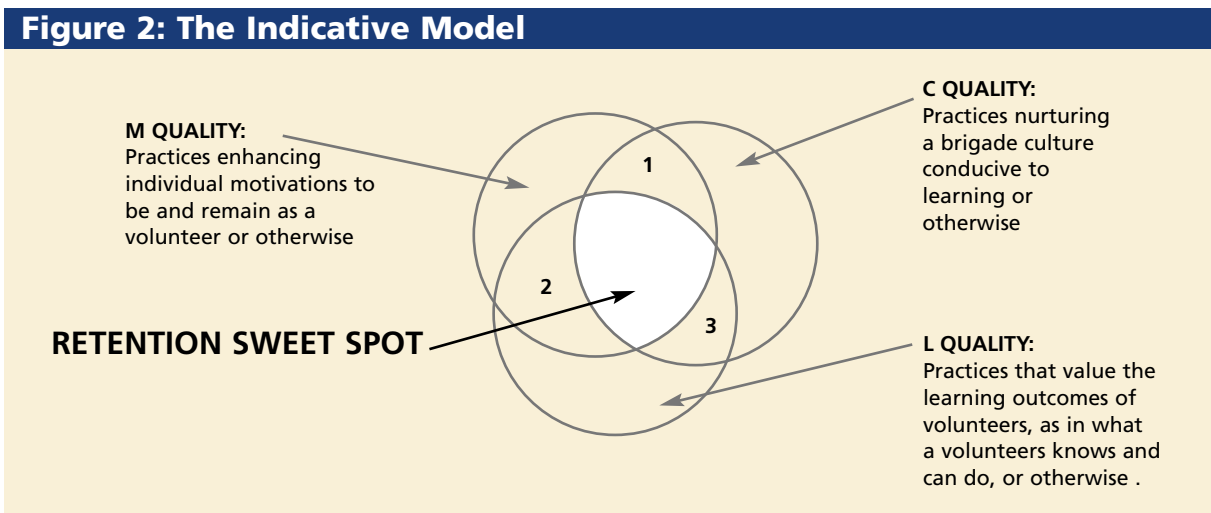 Figure 2: The Indicative Model
M QUALITY:
Practices enhancing
individual motivations to
be and remain as a
volunteer or otherwise
C QUALITY:
Practices nurturing
a brigade culture
conducive to
learning or
otherwise
1
2
3
RETENTION SWEET SPOT
L QUALITY:
Practices that value the
learning outcomes of
volunteers, as in what
a volunteers knows and
can do, or otherwise .